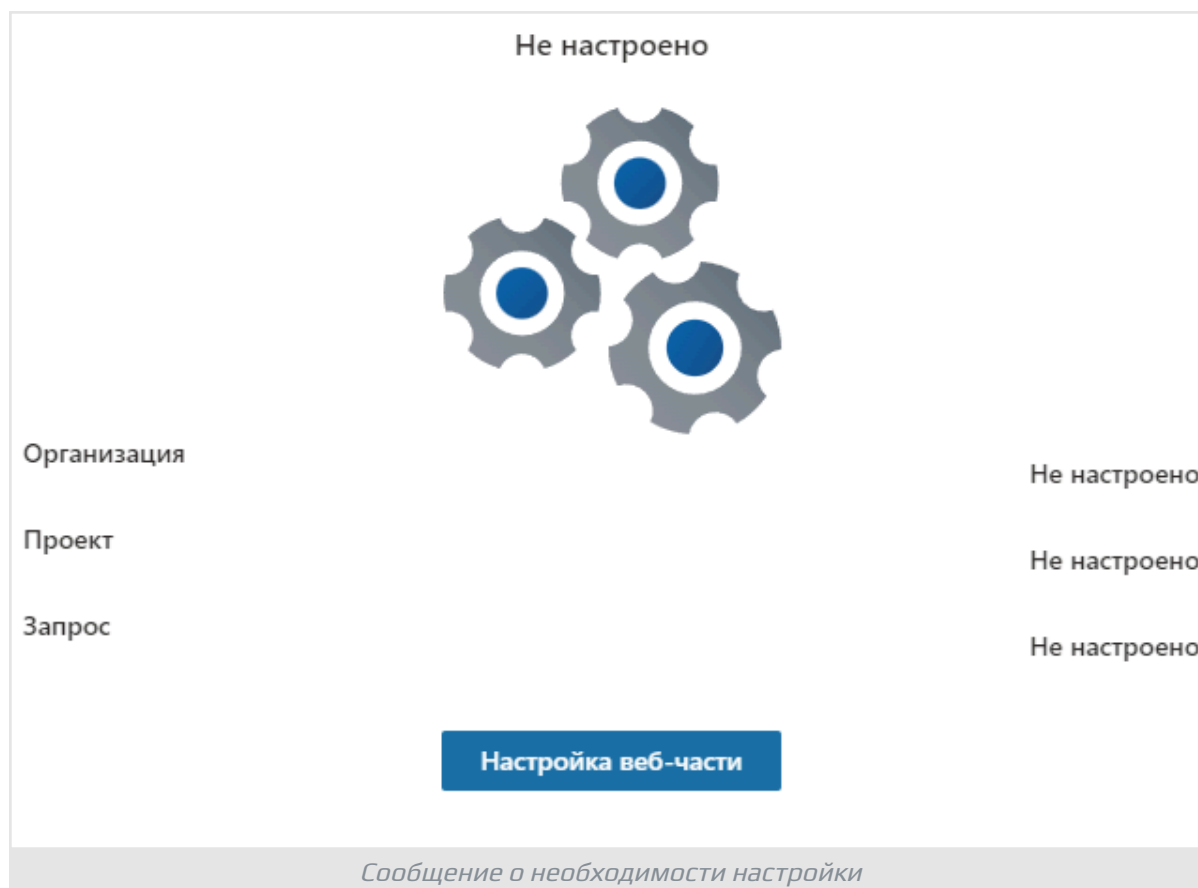 Не настроено
Организация
Не настроено
Проект
Не настроено
Запрос
Не настроено
Настройка веб-части
Сообщение о необходимости настройки